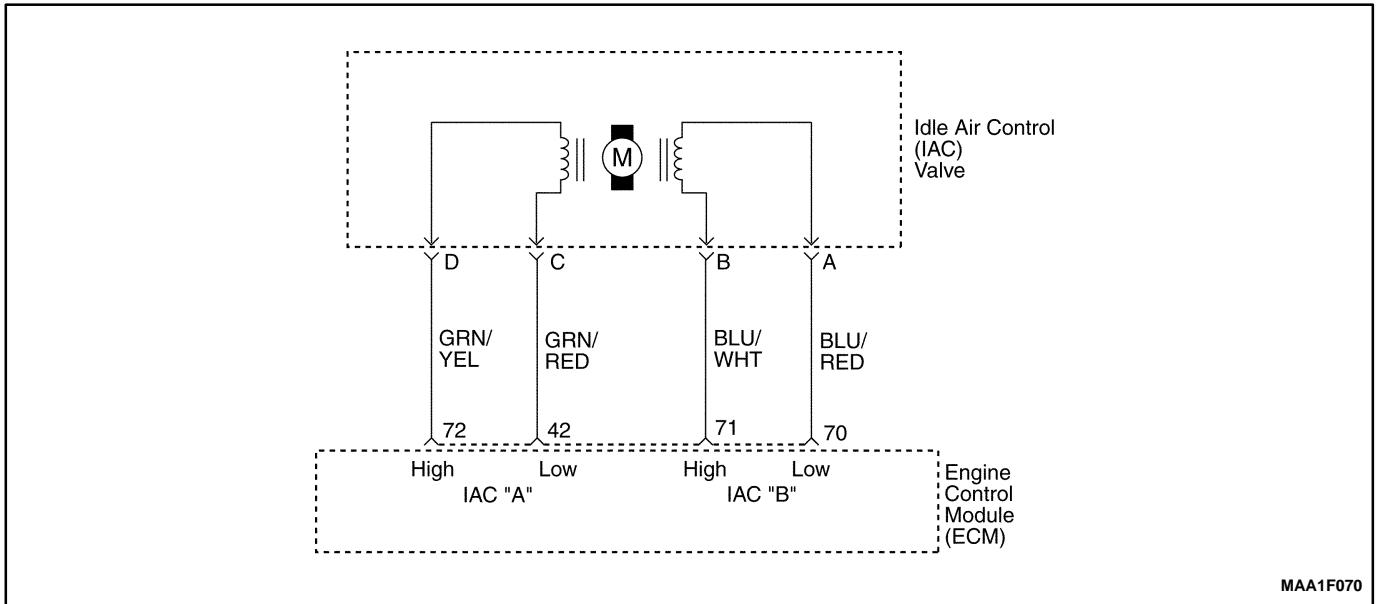 Idle Air Control
(IAC)
Valve
M
D
C
B
A
GRN/
YEL
GRN/
RED
BLU/
WHT
BLU/
RED
72
42
71
70
High
Low
High
Low
IAC "A"
IAC "B"
Engine
Control
Module
(ECM)
MAA1F070